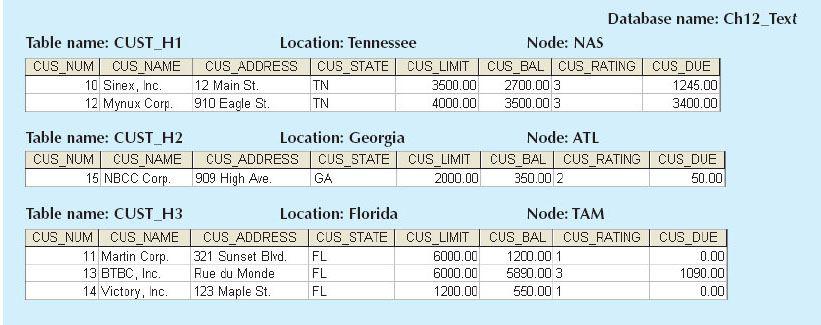 Database name: Ch12_Text
Table name: CUST_H1 Location: Tennessee Node: NAS
CUS_NUM CUS_NAME CUS_ADDRESS CUS_STATE CUS_LIMIT CUS_BAL CUS_RATING CUS_DUE
10 Sinex, Inc. 12 Main St. TN 3500.00 2700.00 3 1245.00
12 Mynux Corp. 910 Eagle St. TN 4000.00 3500.00 3 3400.00
Table name: CUST_H2 Location: Georgia Node: ATL
CUS_NUM CUS_NAME CUS_ADDRESS CUS_STATE CUS_LIMIT CUS_BAL CUS_RATING CUS_DUE
15 NBCC Corp. 909 High Ave. GA 2000.00 350.00 2 50.00
Table name: CUST_H3 Location: Florida Node: TAM
CUS_NUM CUS_NAME CUS_ADDRESS CUS_STATE CUS_LIMIT CUS_BAL CUS_RATING CUS_DUE
11 Martin Corp. 321 Sunset Blvd. FL 6000.00 1200.00 1 0.00
13 BTBC, Inc. Rue du Monde FL 6000.00 5890.00 3 1090.00
14 Victory, Inc. 123 Maple St. FL 1200.00 550.00 1 0.00